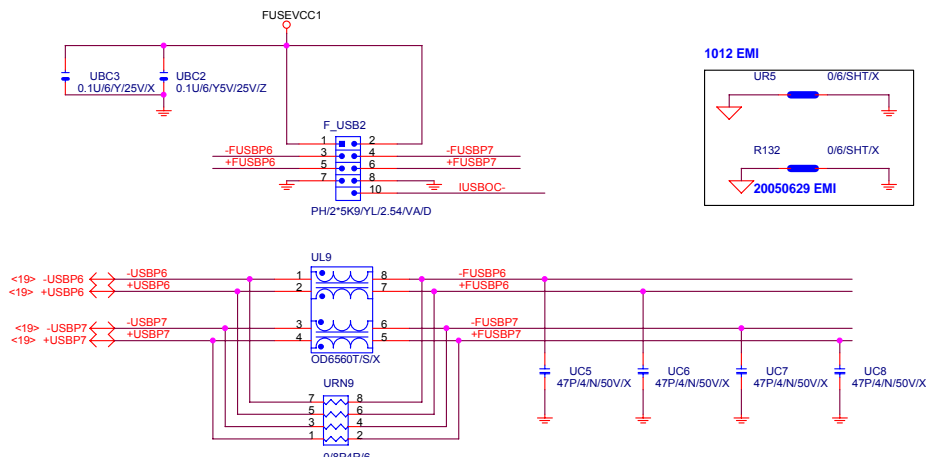 FUSEVCC1
1012 EMI
UBC3
0.1U/6/Y/25V/X
UBC2
0.1U/6/Y5V/25V/Z
UR5 0/6/SHT/X
F_USB2
1 2
-FUSBP6 3 4 -FUSBP7
+FUSBP6 5 6 +FUSBP7
7 8
10 IUSBOC-
PH/2*5K9/YL/2.54/VA/D
R132 0/6/SHT/X
20050629 EMI
UL9
<19> -USBP6 -USBP6 1 8 -FUSBP6
<19> +USBP6 +USBP6 2 7 +FUSBP6
<19> -USBP7 -USBP7 3 6 -FUSBP7
<19> +USBP7 +USBP7 4 5 +FUSBP7
OD6560T/S/X
UC5
47P/4/N/50V/X
UC6
47P/4/N/50V/X
UC7
47P/4/N/50V/X
UC8
47P/4/N/50V/X
URN9
7 8
5 6
3 4
1 2
0/8P4R/6